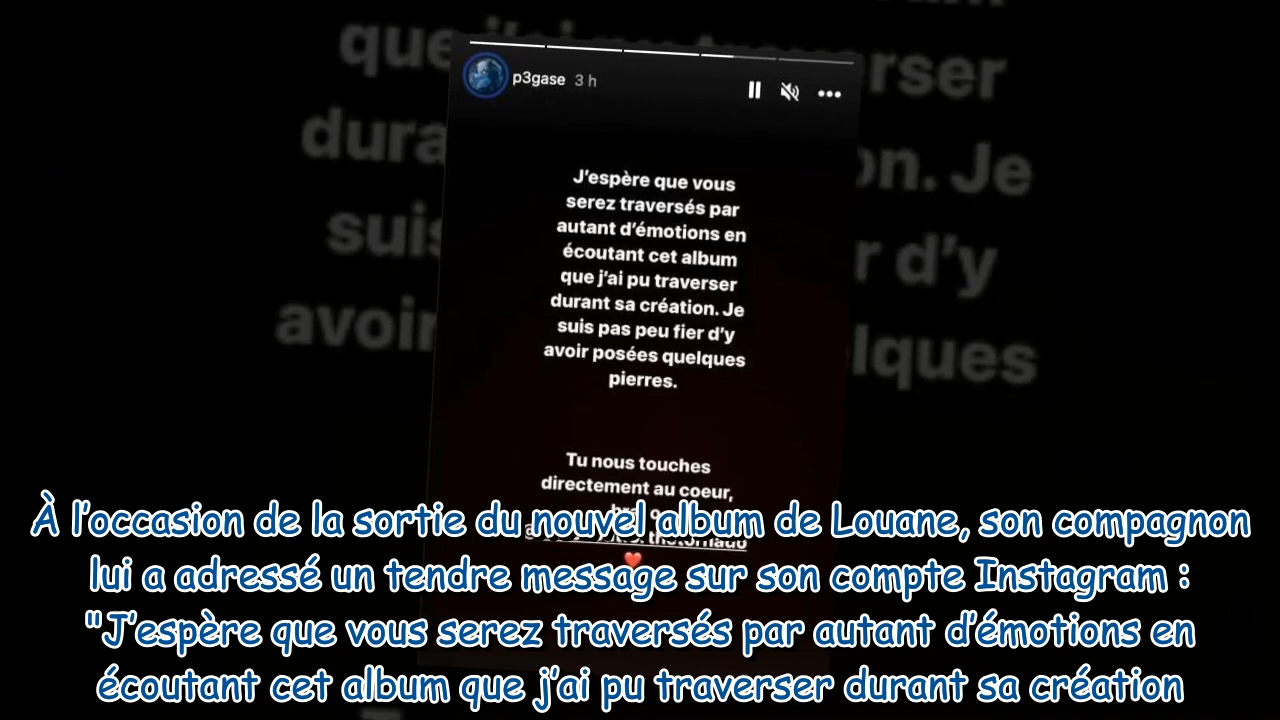 p3gase 3 h
J'espère que vous
serez traversés par
autant d'émotions en
écoutant cet album
que j'ai pu traverser
durant sa création. Je
suis pas peu fier d'y
avoir posées quelques
pierres.
Tu nous touches
directement au coeur,
À l'occasion de la sortie du nouvel album de Louane, son compagnon
lui a adressé un tendre message sur son compte Instagram :
"J'espère que vous serez traversés par autant d'émotions en
écoutant cet album que j'ai pu traverser durant sa création